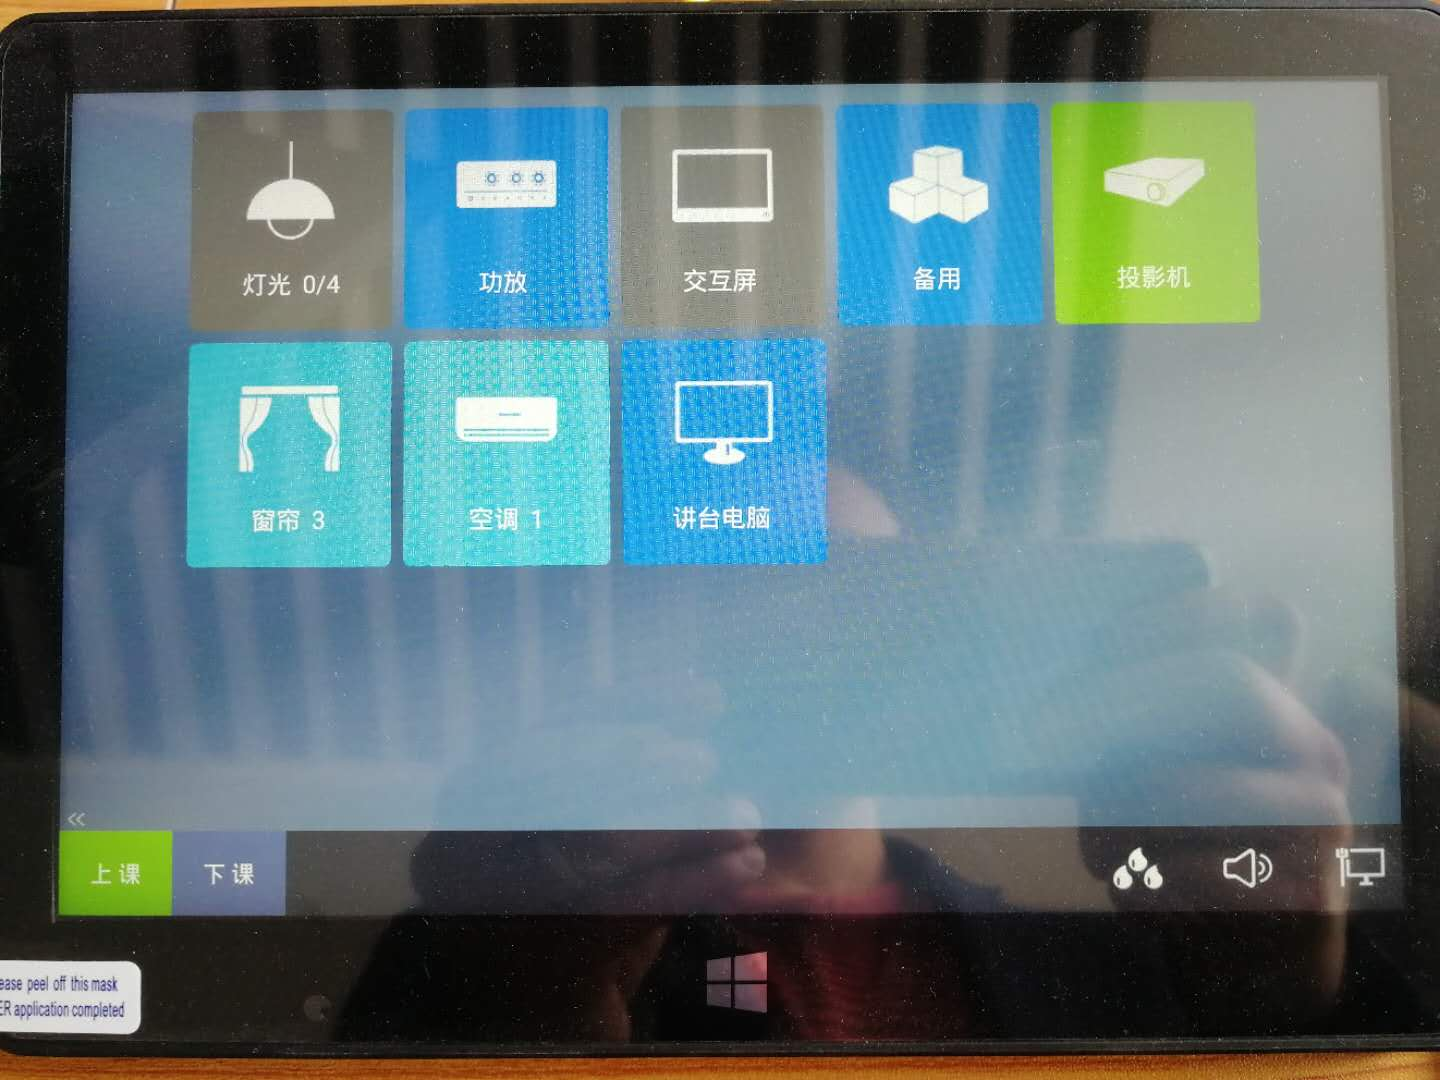 灯光 0/4
功放
交互屏
备用
投影机
窗帘 3
空调 1
讲台电脑
<<
上课
下课
ease peel off this mask
ER application completed